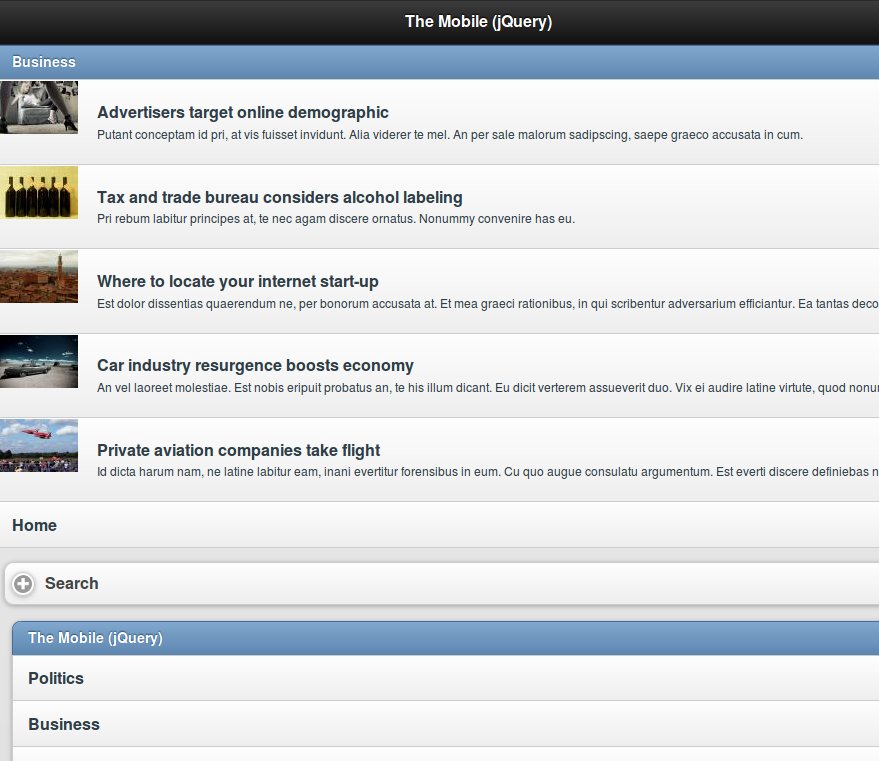 The Mobile (jQuery)
Business
Advertisers target online demographic
Putant conceptam id pri, at vis fuisset invidunt. Alia viderer te mel. An per sale malorum sadipscing, saepe graeco accusata in cum.
Tax and trade bureau considers alcohol labeling
Pri rebum labitur principes at, te nec agam discere ornatus. Nonummy convenire has eu.
Where to locate your internet start-up
Est dolor dissentias quaerendum ne, per bonorum accusata at. Et mea graeci rationibus, in qui scribentur adversarium efficiantur. Ea tantas deco
Car industry resurgence boosts economy
An vel laoreet molestiae. Est nobis eripuit probatus an, te his illum dicant. Eu dicit verterem assueverit duo. Vix ei audire latine virtute, quod nonu
Private aviation companies take flight
Id dicta harum nam, ne latine labitur eam, inani evertitur forensibus in eum. Cu quo augue consulatu argumentum. Est everti discere definiebas n
Home
Search
The Mobile (jQuery)
Politics
Business